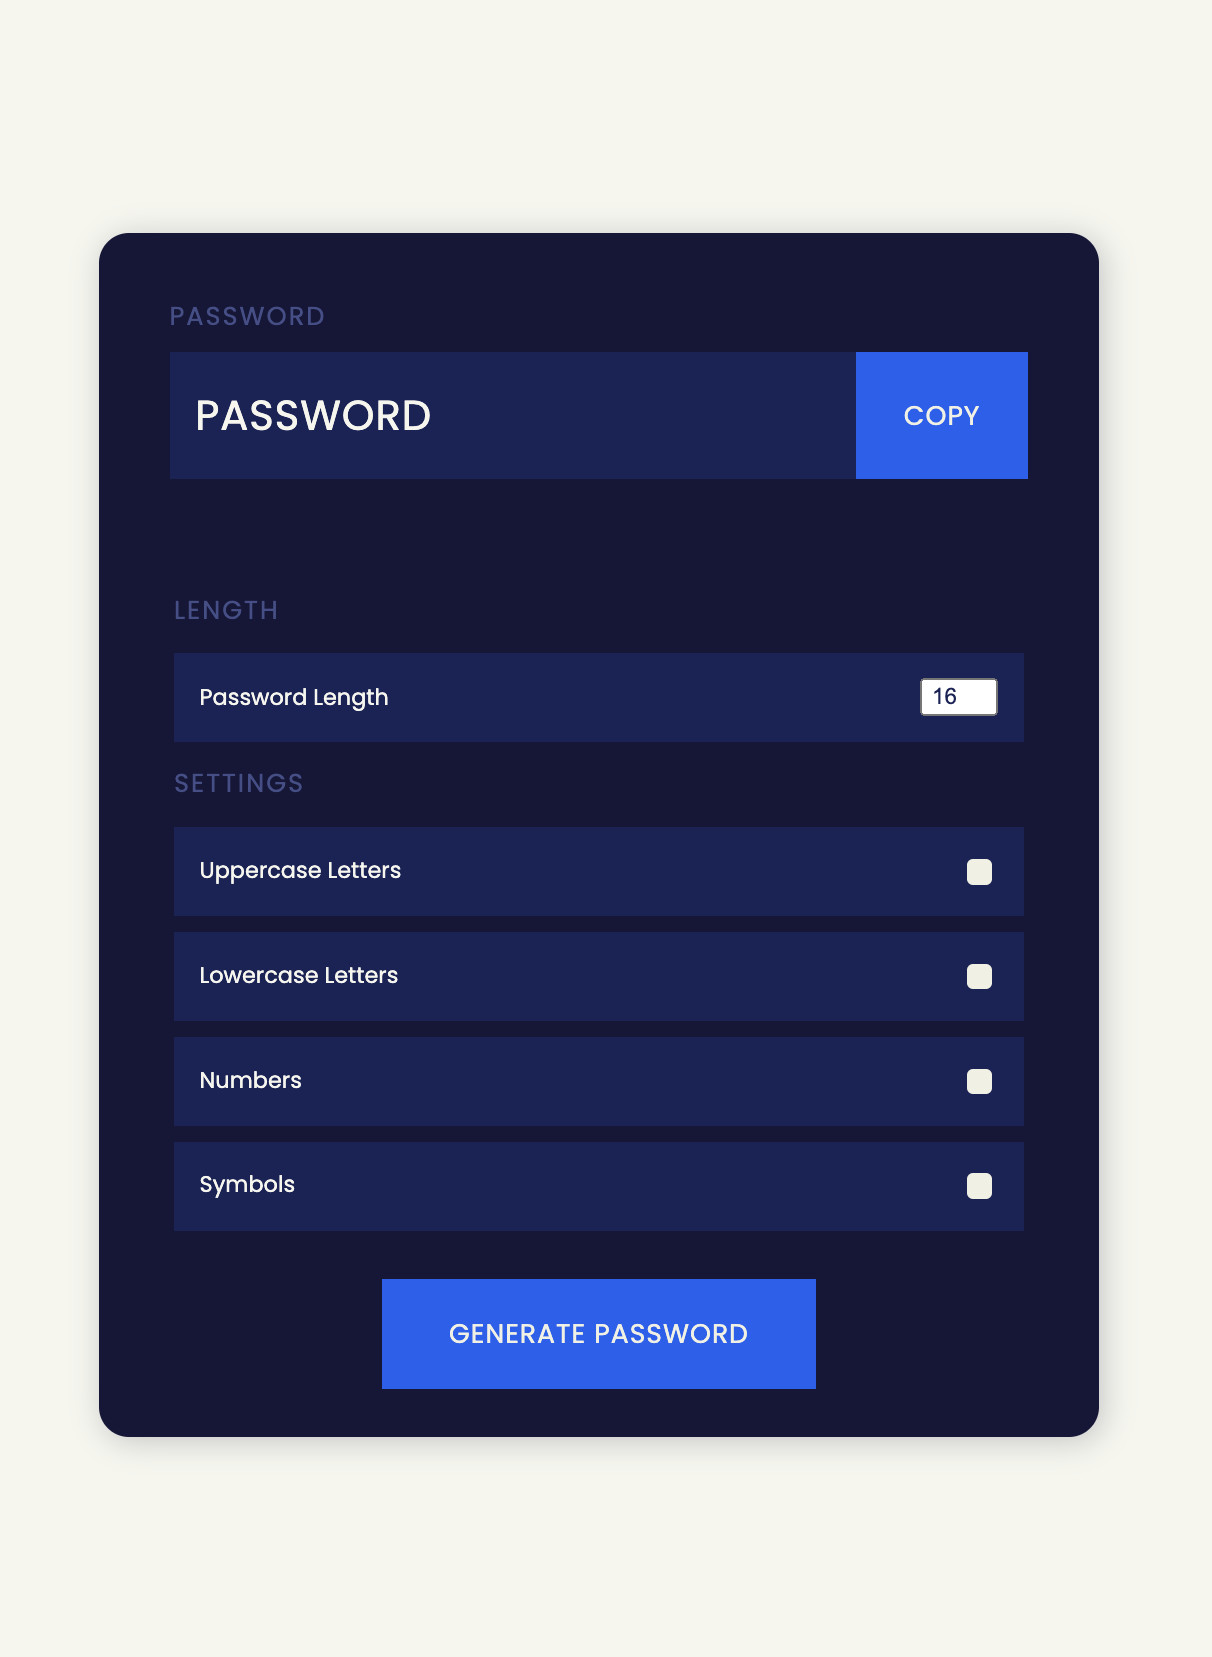 PASSWORD
PASSWORD
COPY
LENGTH
Password Length
16
SETTINGS
Uppercase Letters
Lowercase Letters
Numbers
Symbols
GENERATE PASSWORD